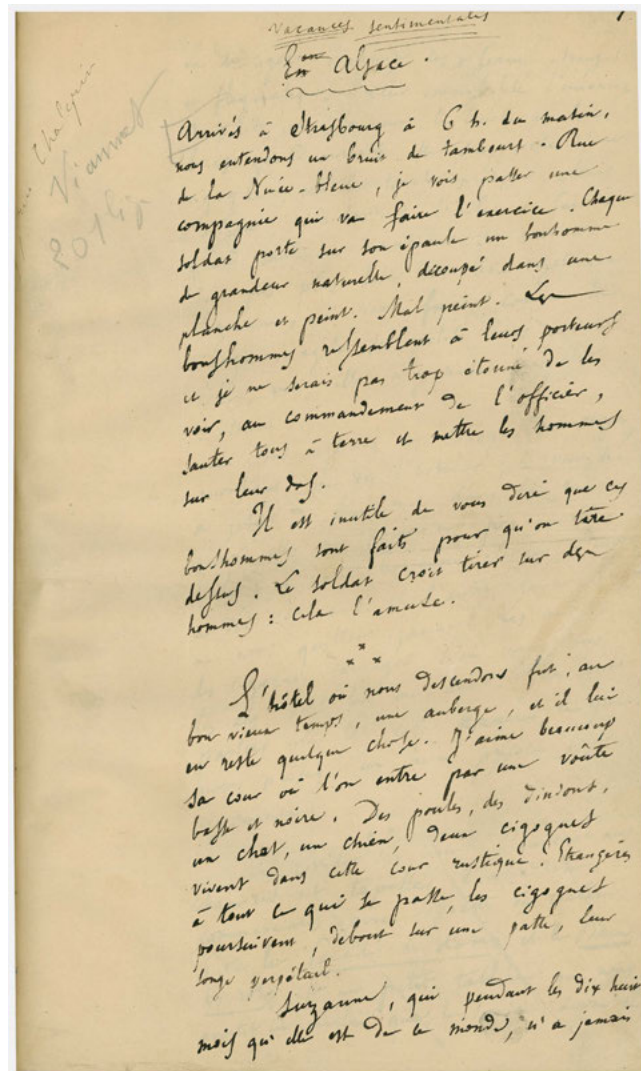 Vacances sentimentales
1.
En Alsace.
Viannet
Arrivés à Strasbourg à 6 h. du matin,
nous entendons un bruit de tambours. Rue
de la Nuée-bleue, je vois passer une
compagnie qui va faire l'exercice. Chaque
soldat porte sur son épaule un bonhomme
de grandeur naturelle, découpé dans une
planche et peint. Mal peint. Les
bonshommes ressemblent à leurs porteurs
et je ne serais pas trop étonné de les
voir, au commandement de l'officier,
sauter tous à terre et mettre les hommes
sur leur dos.
Il est inutile de vous dire que ces
bonshommes sont faits pour qu'on tire
dessus. Le soldat croit tirer sur des
hommes : cela l'amuse.
* * *
L'hôtel où nous descendons fut, au
bon vieux temps, une auberge, et il lui
en reste quelque chose. J'aime beaucoup
sa cour où l'on entre par une voûte
basse et noire. Des poules, des dindons,
un chat, un chien, deux cigognes
vivent dans cette cour rustique. Étrangères
à tout ce qui se passe, les cigognes
poursuivent, debout sur une patte, leur
songe perpétuel.
Suzanne, qui pendant les dix huit
mois qu'elle est de ce monde, n'a jamais